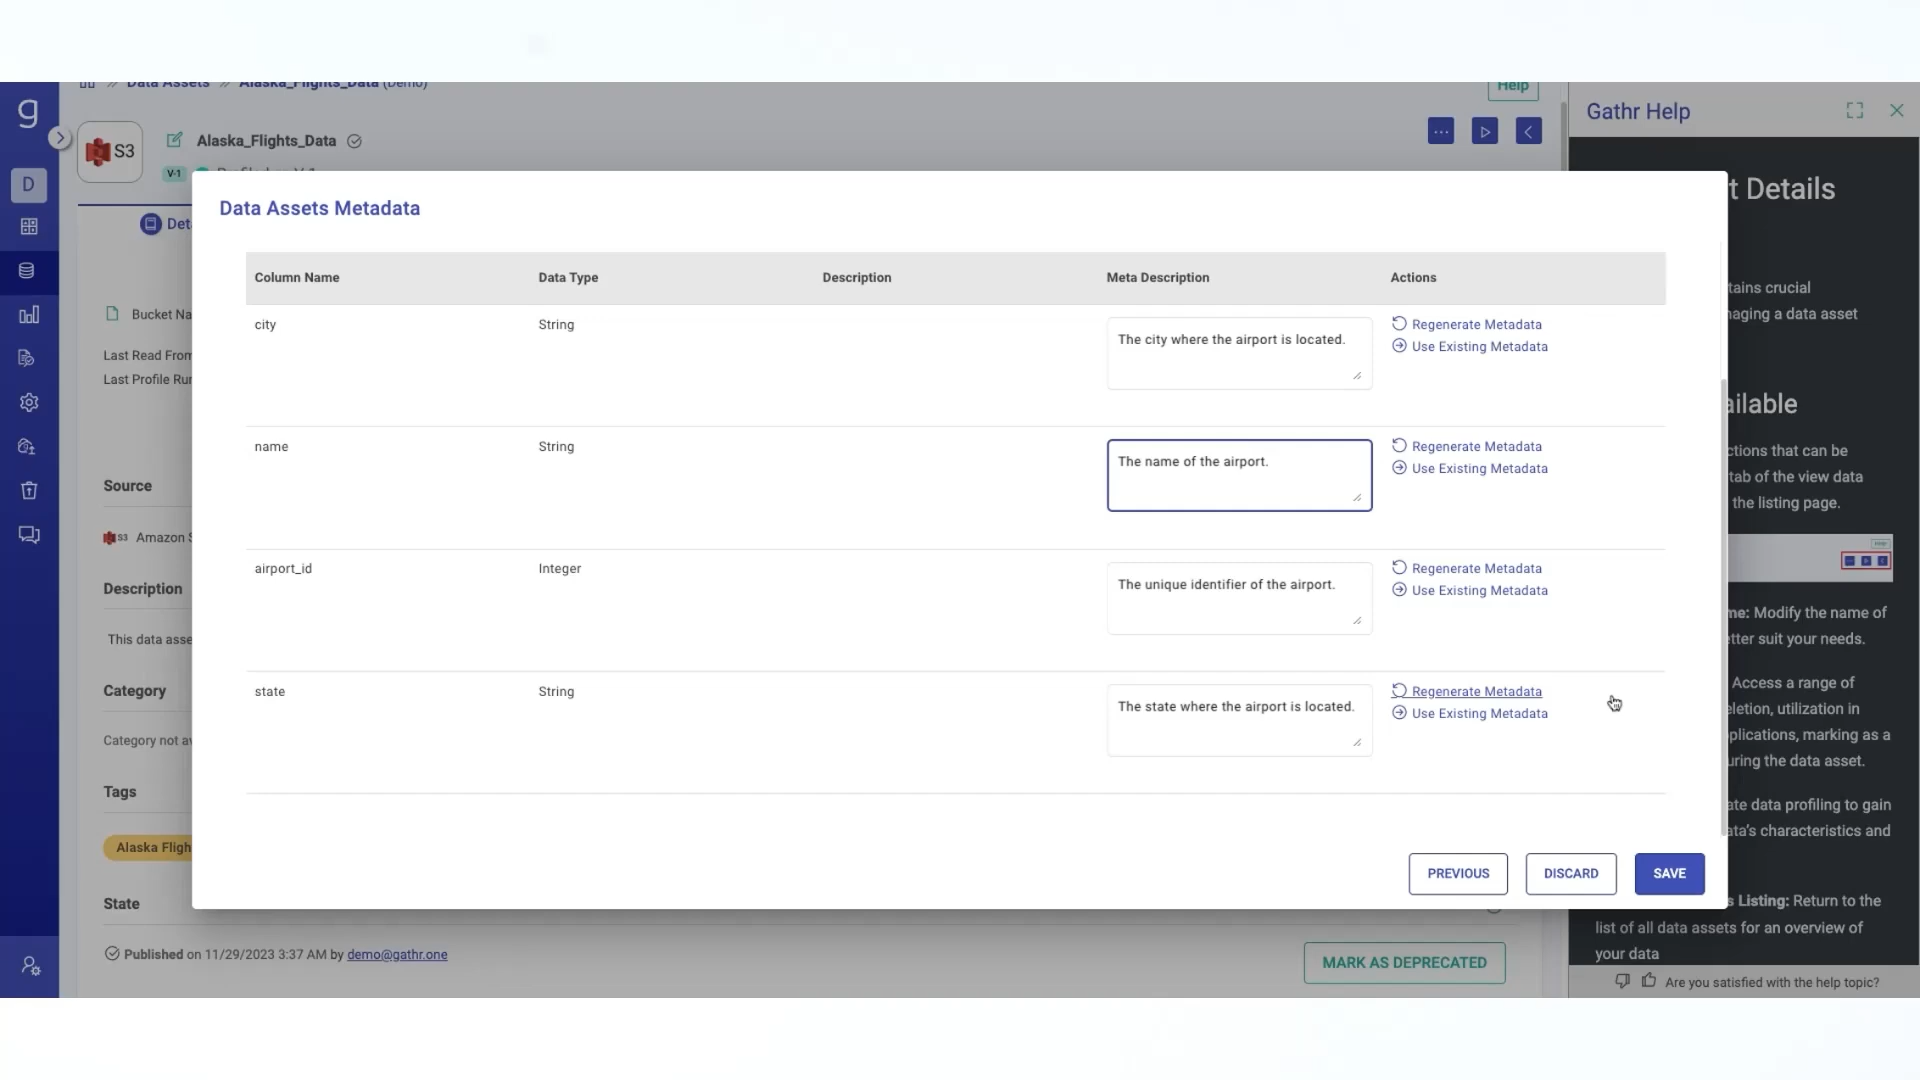 Data Assets // Alaska_Flights_Data (Demo)
Help
g
S3
Alaska_Flights_Data
V-1
Profiled on V-1
D
Deta
Bucket Na
Last Read From
Last Profile Run
Source
S3 Amazon S
Description
This data asse
Category
Category not av
Tags
Alaska Fligh
State
Published on 11/29/2023 3:37 AM by demo@gathr.one
MARK AS DEPRECATED
Data Assets Metadata
Column Name Data Type Description Meta Description Actions
city String The city where the airport is located. Regenerate Metadata
Use Existing Metadata
name String The name of the airport. Regenerate Metadata
Use Existing Metadata
airport_id Integer The unique identifier of the airport. Regenerate Metadata
Use Existing Metadata
state String The state where the airport is located. Regenerate Metadata
Use Existing Metadata
PREVIOUS DISCARD SAVE
Gathr Help
t Details
tains crucial
naging a data asset
ailable
ctions that can be
tab of the view data
the listing page.
Help
me: Modify the name of
tter suit your needs.
Access a range of
eletion, utilization in
plications, marking as a
uring the data asset.
ate data profiling to gain
ata's characteristics and
s Listing: Return to the
list of all data assets for an overview of
your data
Are you satisfied with the help topic?